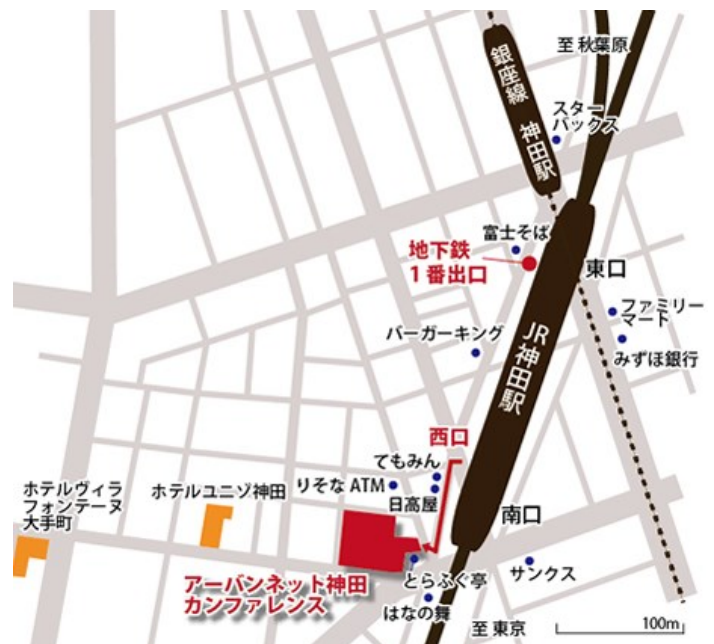 至 秋葉原
銀座線 神田駅
スター
バックス
富士そば
地下鉄
1番出口
東口
ファミリー
マート
みずほ銀行
バーガーキング
JR神田駅
西口
てもみん
りそな ATM
日高屋
ホテルヴィラ
フォンテーヌ
大手町
ホテルユニゾ神田
南口
アーバンネット神田
カンファレンス
とらふぐ亭
サンクス
はなの舞
至 東京
100m